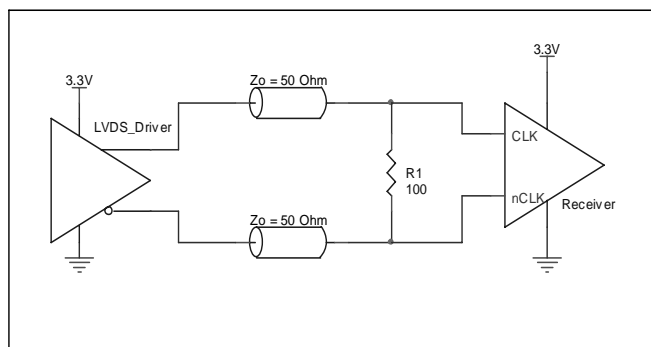 3.3V
3.3V
Zo = 50 Ohm
LVDS_Driver
CLK
R1
100
nCLK
Receiver
Zo = 50 Ohm